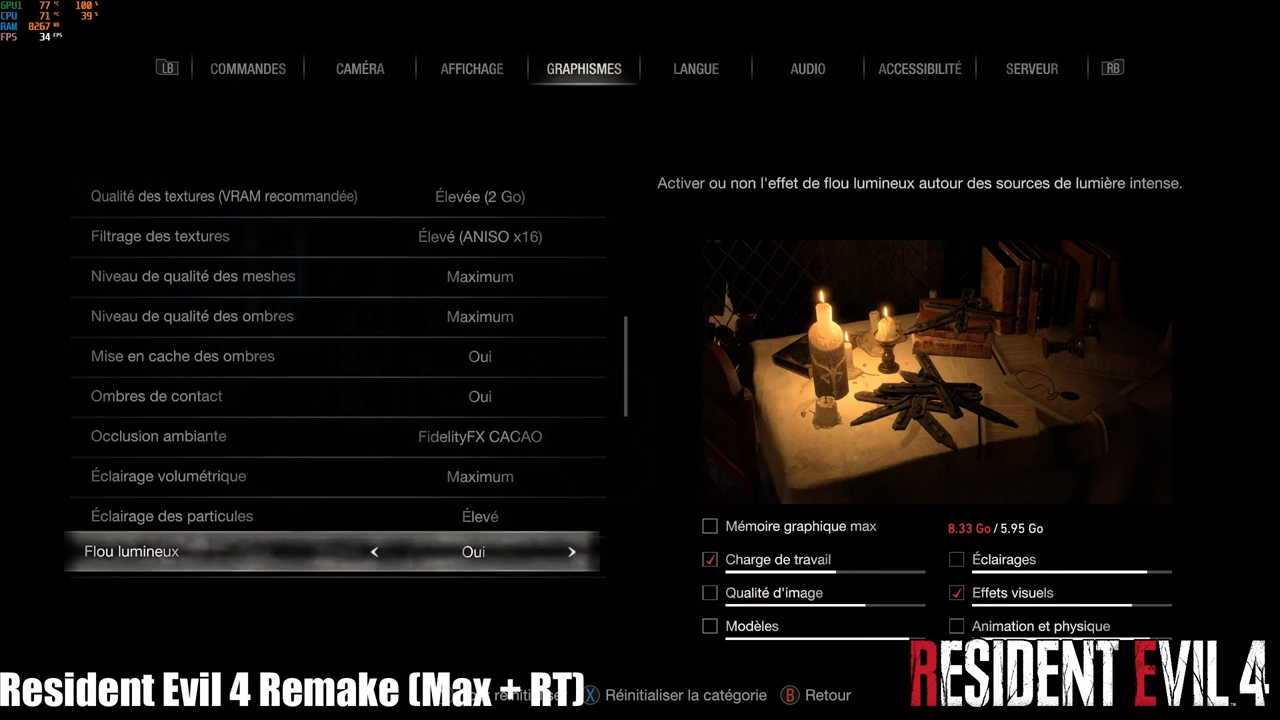 GPU1 77 °C 100 %
CPU 71 °C 39 %
RAM 8267 MB
FPS 34 FPS
LB COMMANDES CAMÉRA AFFICHAGE GRAPHISMES LANGUE AUDIO ACCESSIBILITÉ SERVEUR RB
Qualité des textures (VRAM recommandée) Élevée (2 Go)
Filtrage des textures Élevé (ANISO x16)
Niveau de qualité des meshes Maximum
Niveau de qualité des ombres Maximum
Mise en cache des ombres Oui
Ombres de contact Oui
Occlusion ambiante FidelityFX CACAO
Éclairage volumétrique Maximum
Éclairage des particules Élevé
Flou lumineux Oui
Activer ou non l'effet de flou lumineux autour des sources de lumière intense.
Mémoire graphique max 8.33 Go / 5.95 Go
Charge de travail Éclairages
Qualité d'image Effets visuels
Modèles Animation et physique
X Réinitialiser la catégorie B Retour
Resident Evil 4 Remake (Max + RT)
RESIDENT EVIL 4